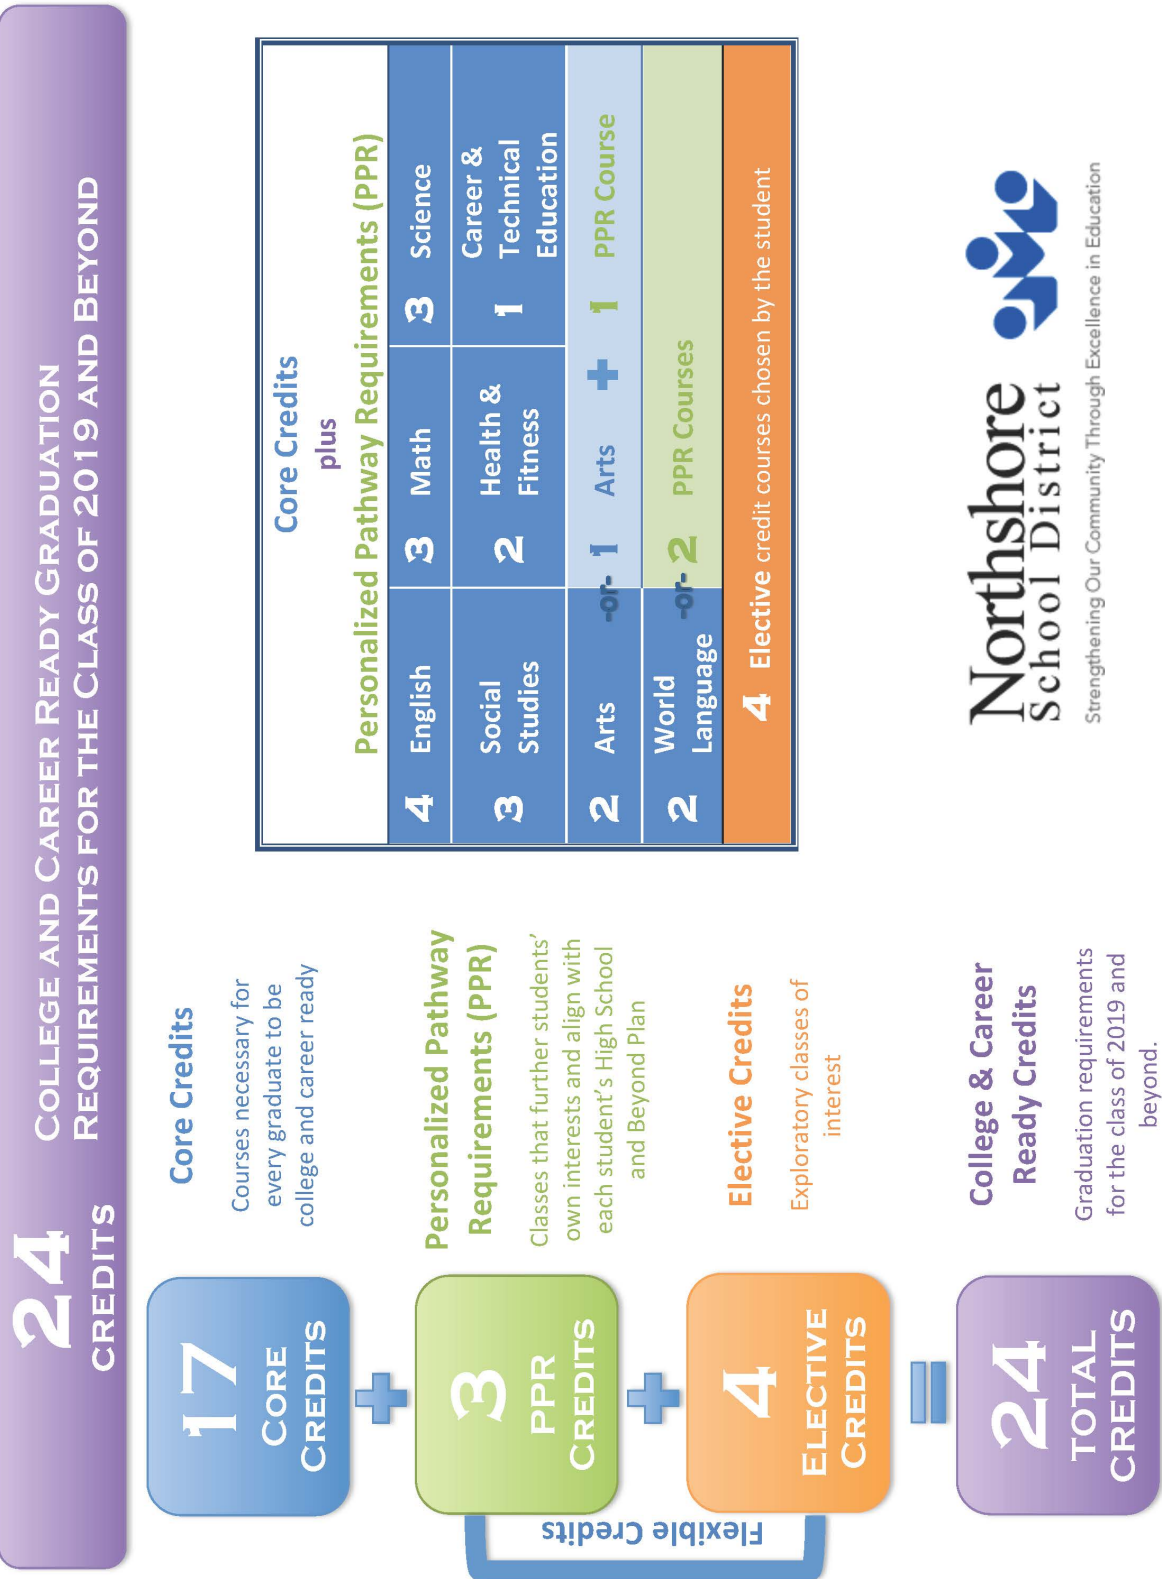 24
CREDITS
COLLEGE AND CAREER READY GRADUATION
REQUIREMENTS FOR THE CLASS OF 2019 AND BEYOND
17
CORE
CREDITS
Core Credits
Courses necessary for
every graduate to be
college and career ready
3
PPR
CREDITS
Personalized Pathway
Requirements (PPR)
Classes that further students'
own interests and align with
each student's High School
and Beyond Plan
4
ELECTIVE
CREDITS
Elective Credits
Exploratory classes of
interest
Flexible Credits
24
TOTAL
CREDITS
College & Career
Ready Credits
Graduation requirements
for the class of 2019 and
beyond.
Core Credits
plus
Personalized Pathway Requirements (PPR)
4 English
3 Math
3 Science
3 Social
Studies
2 Health &
Fitness
1 Career &
Technical
Education
2 Arts
-or- 1 Arts + 1 PPR Course
2 World
Language
-or- 2 PPR Courses
4 Elective credit courses chosen by the student
Northshore
School District
Strengthening Our Community Through Excellence in Education